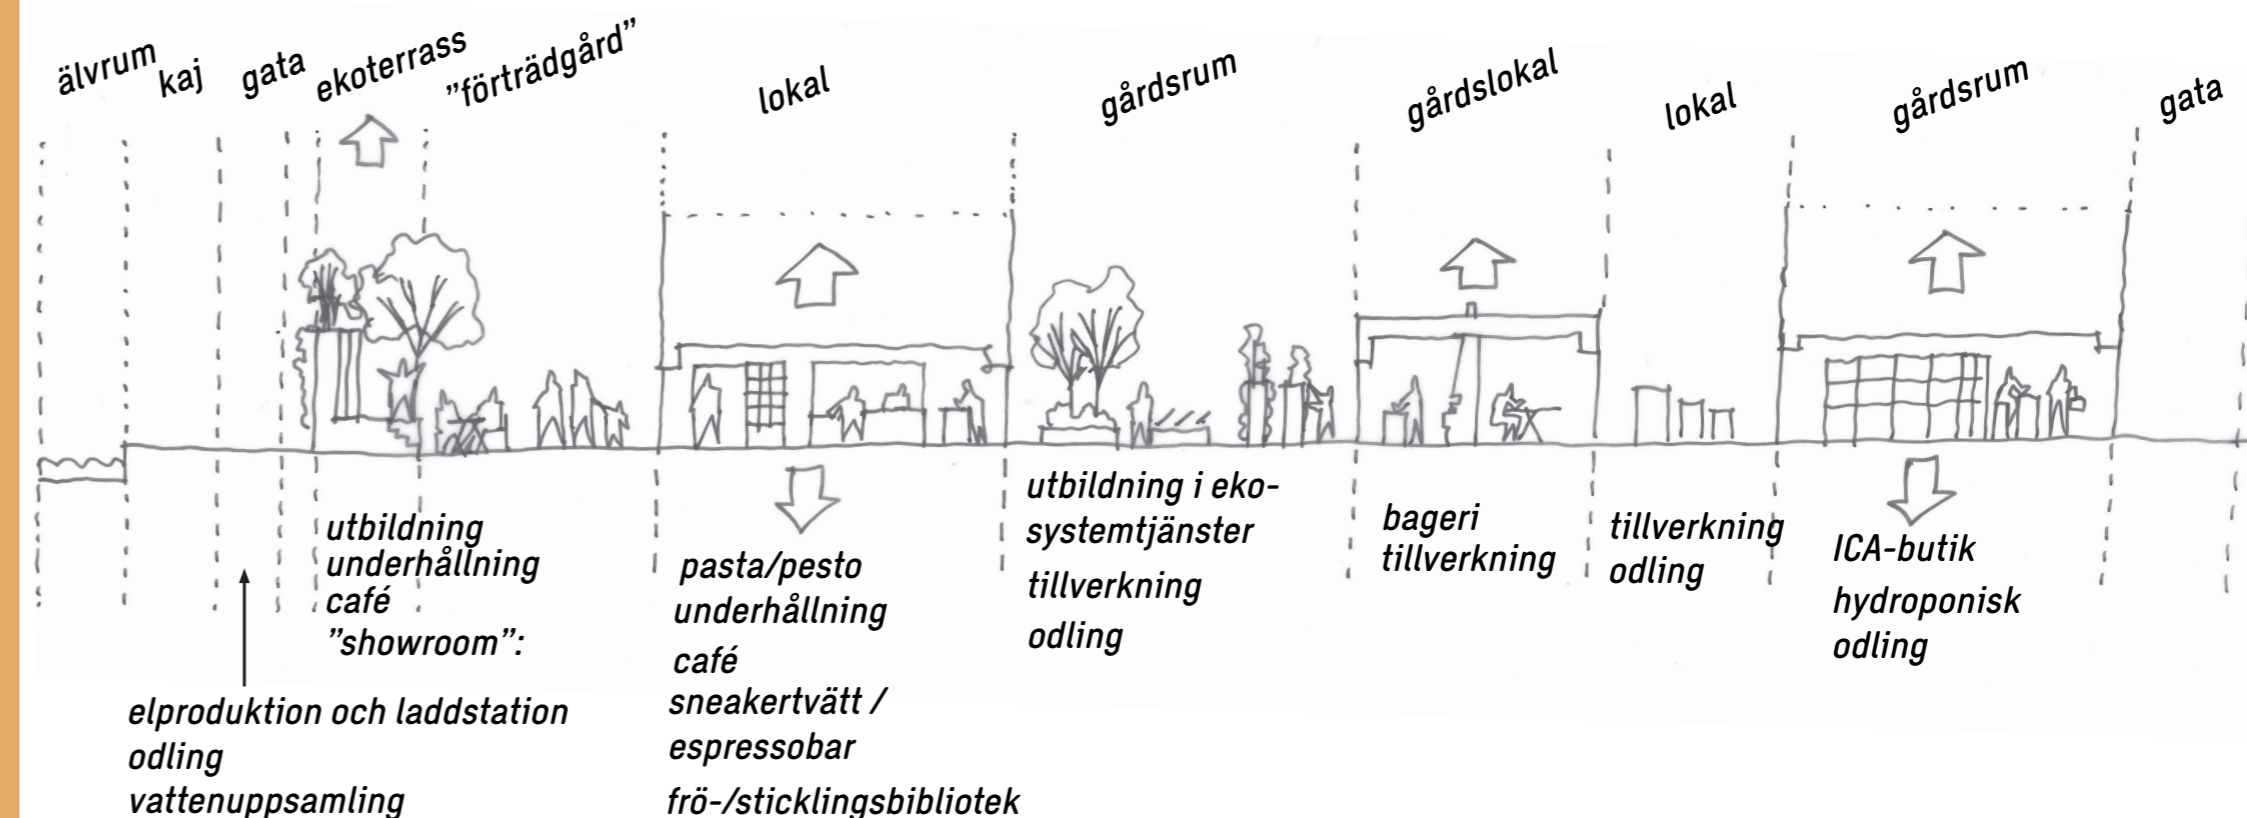 älvrum
kaj
gata
ekoterrass
”förträdgård”
lokal
gårdsrum
gårdslokal
lokal
gårdsrum
gata
utbildning
underhållning
café
”showroom”:
elproduktion och laddstation
odling
vattenuppsamling
pasta/pesto
underhållning
café
sneakertvätt /
espressobar
frö-/sticklingsbibliotek
utbildning i eko-
systemtjänster
tillverkning
odling
bageri
tillverkning
tillverkning
odling
ICA-butik
hydroponisk
odling